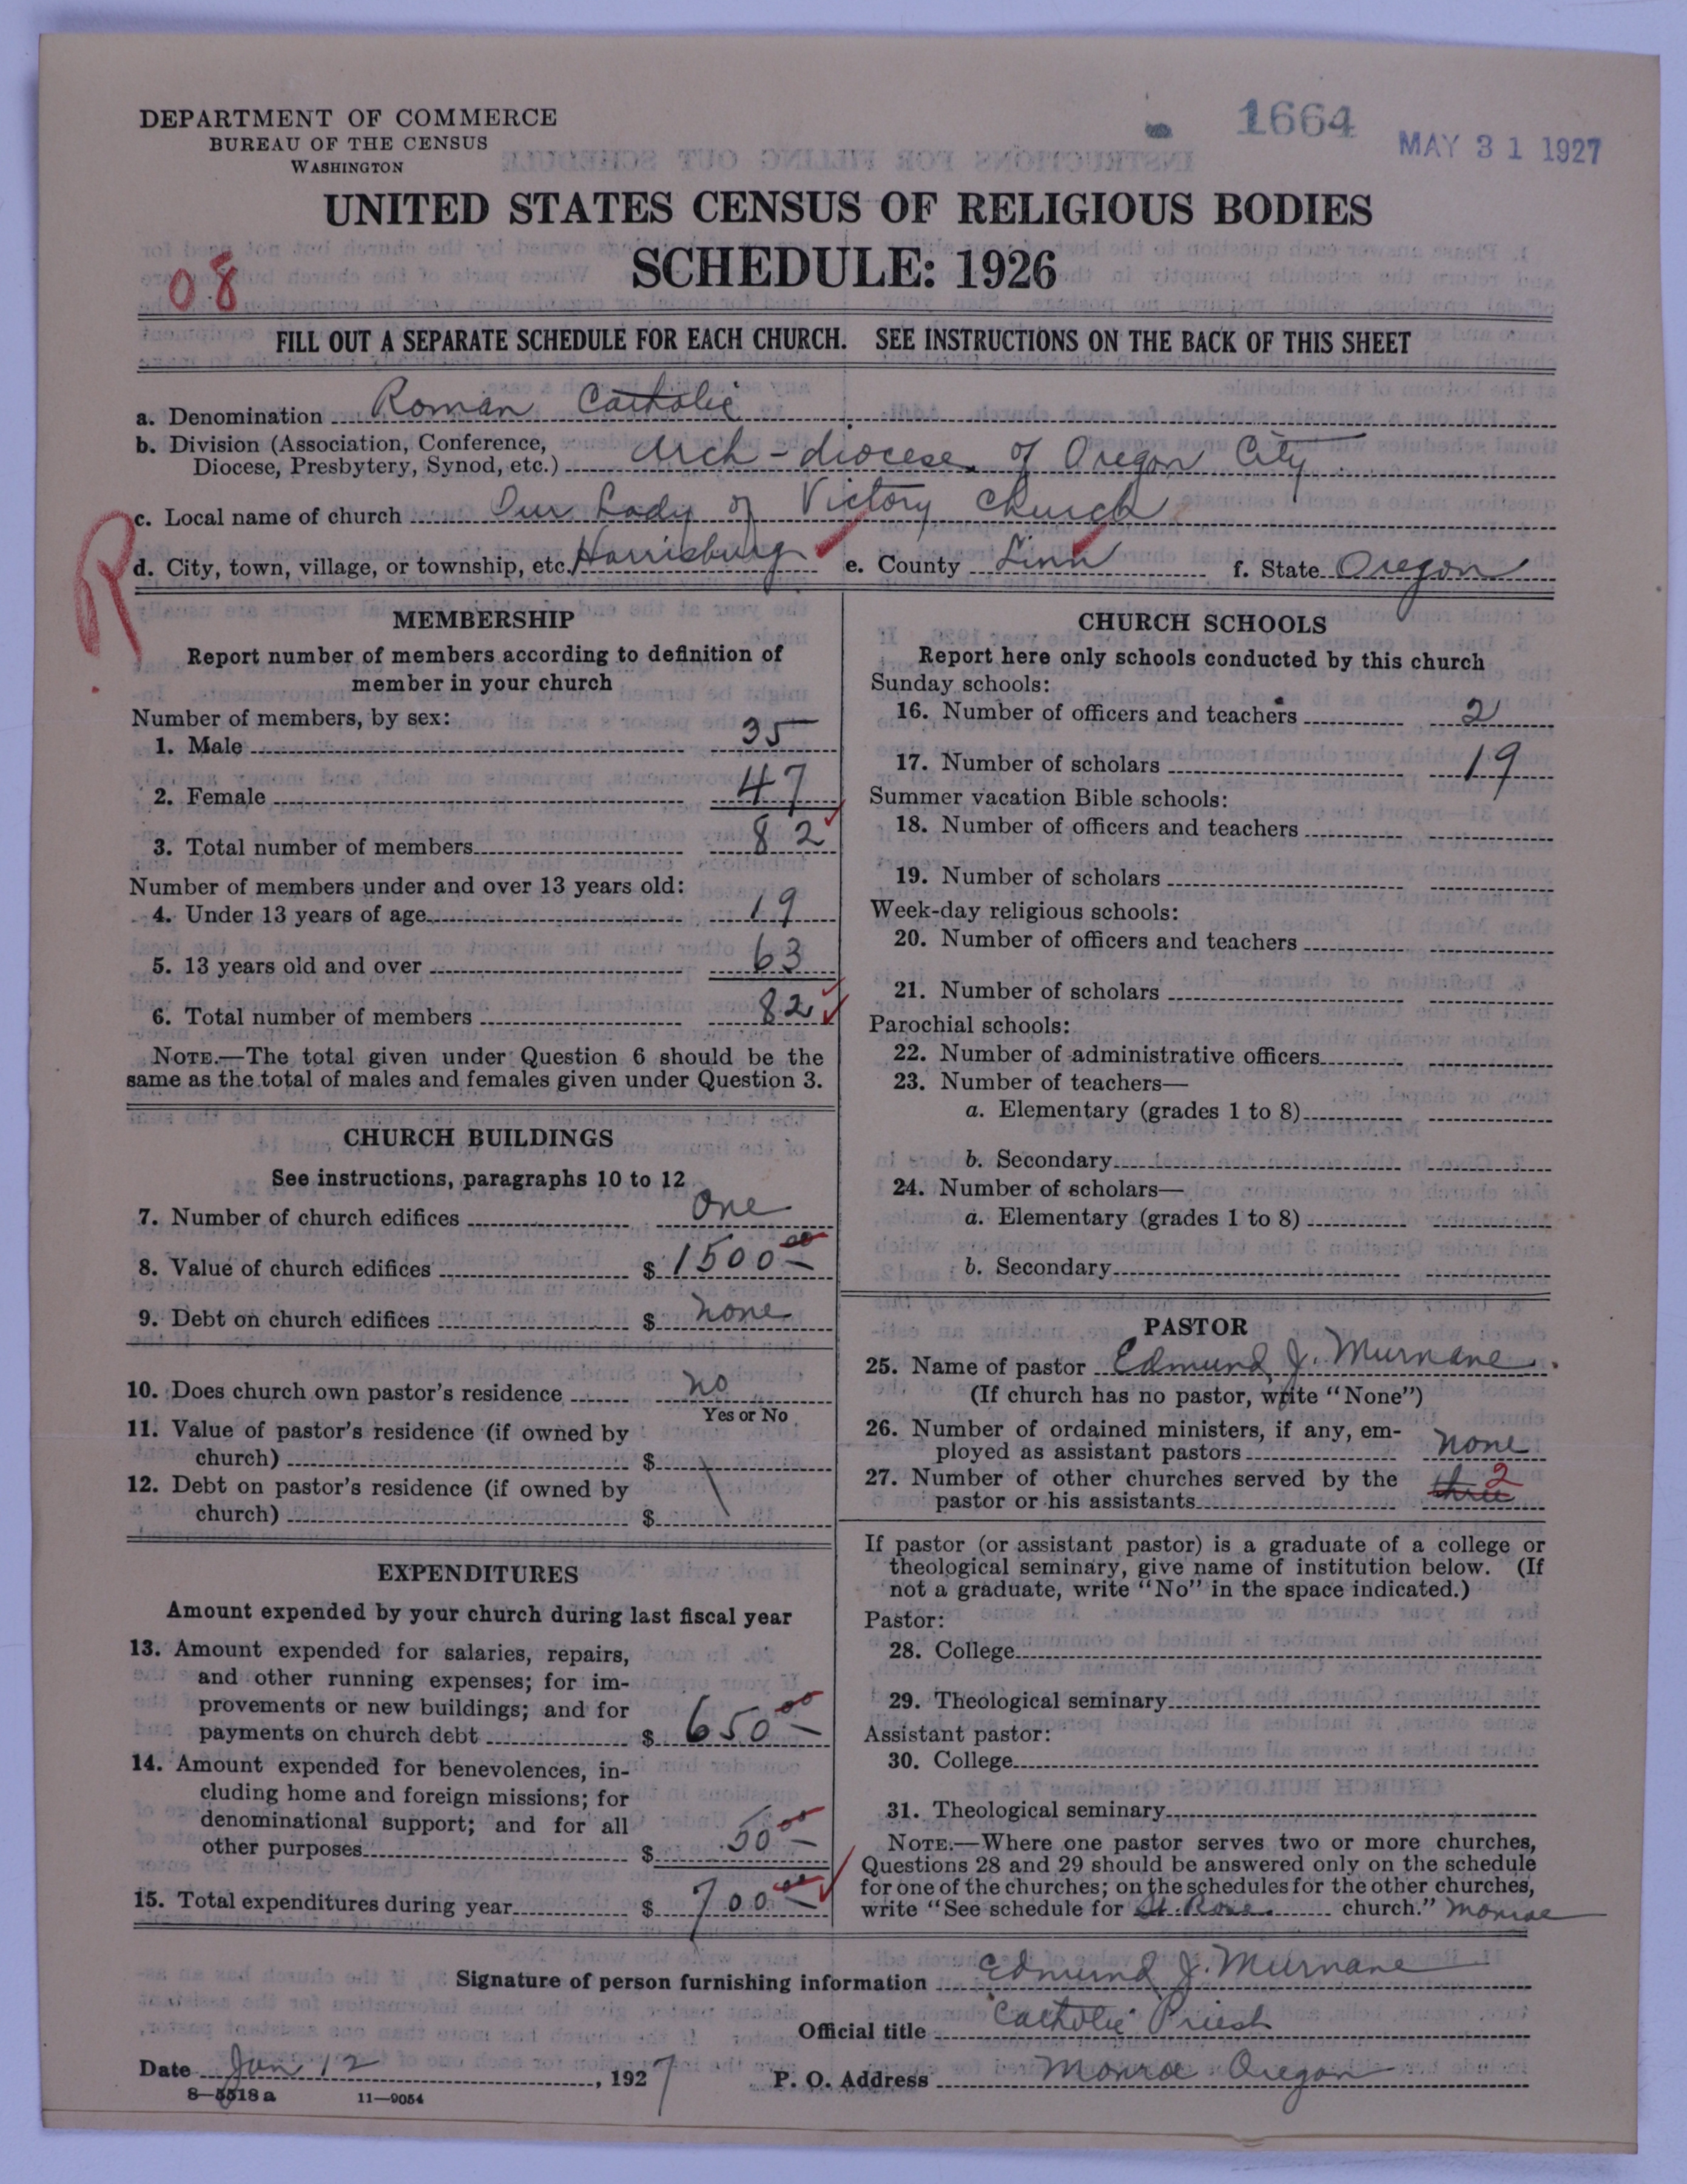 DEPARTMENT OF COMMERCE
BUREAU OF THE CENSUS
WASHINGTON
1664
MAY 31 1927
UNITED STATES CENSUS OF RELIGIOUS BODIES
SCHEDULE: 1926
08
FILL OUT A SEPARATE SCHEDULE FOR EACH CHURCH. SEE INSTRUCTIONS ON THE BACK OF THIS SHEET
a. Denomination Roman Catholic
b. Division (Association, Conference,
Diocese, Presbytery, Synod, etc.) Arch-diocese of Oregon City
c. Local name of church Our Lady of Victory Church
R
d. City, town, village, or township, etc. Harrisburg e. County Linn f. State Oregon
MEMBERSHIP
Report number of members according to definition of
member in your church
Number of members, by sex:
1. Male 35
2. Female 47
3. Total number of members 82
Number of members under and over 13 years old:
4. Under 13 years of age 19
5. 13 years old and over 63
6. Total number of members 82
NOTE.—The total given under Question 6 should be the
same as the total of males and females given under Question 3.
CHURCH BUILDINGS
See instructions, paragraphs 10 to 12
7. Number of church edifices One
8. Value of church edifices $ 1500 00
9. Debt on church edifices $ none
10. Does church own pastor's residence no
Yes or No
11. Value of pastor's residence (if owned by
church) $
12. Debt on pastor's residence (if owned by
church) $
EXPENDITURES
Amount expended by your church during last fiscal year
13. Amount expended for salaries, repairs,
and other running expenses; for im-
provements or new buildings; and for
payments on church debt $ 650 00
14. Amount expended for benevolences, in-
cluding home and foreign missions; for
denominational support; and for all
other purposes $ 50 00
15. Total expenditures during year $ 700 00
CHURCH SCHOOLS
Report here only schools conducted by this church
Sunday schools:
16. Number of officers and teachers 2
17. Number of scholars 19
Summer vacation Bible schools:
18. Number of officers and teachers
19. Number of scholars
Week-day religious schools:
20. Number of officers and teachers
21. Number of scholars
Parochial schools:
22. Number of administrative officers
23. Number of teachers—
a. Elementary (grades 1 to 8)
b. Secondary
24. Number of scholars—
a. Elementary (grades 1 to 8)
b. Secondary
PASTOR
25. Name of pastor Edmund J. Murnane
(If church has no pastor, write "None")
26. Number of ordained ministers, if any, em-
ployed as assistant pastors none
27. Number of other churches served by the
pastor or his assistants three 2
If pastor (or assistant pastor) is a graduate of a college or
theological seminary, give name of institution below. (If
not a graduate, write "No" in the space indicated.)
Pastor:
28. College
29. Theological seminary
Assistant pastor:
30. College
31. Theological seminary
NOTE.—Where one pastor serves two or more churches,
Questions 28 and 29 should be answered only on the schedule
for one of the churches; on the schedules for the other churches,
write "See schedule for St. Rose church." Monroe
Signature of person furnishing information Edmund J. Murnane
Official title Catholic Priest
Date Jan 12, 1927 P. O. Address Monroe Oregon
8—5518a 11—9054